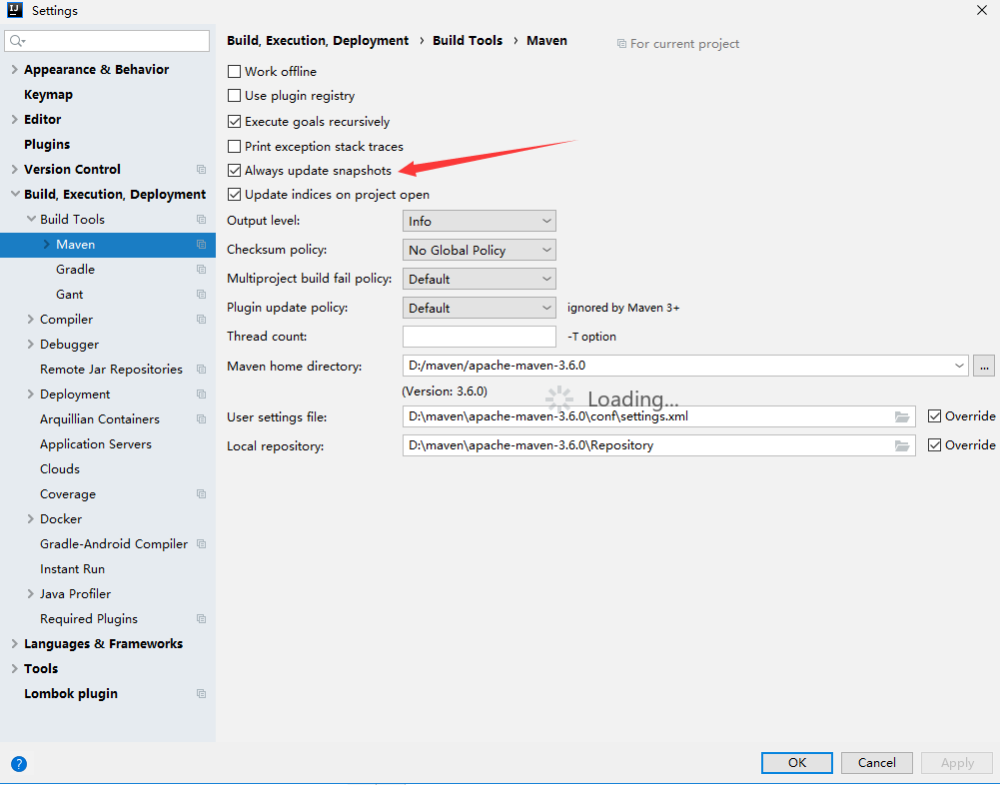 IJ
Settings
Build, Execution, Deployment › Build Tools › Maven For current project
Appearance & Behavior
Keymap
Editor
Plugins
Version Control
Build, Execution, Deployment
Build Tools
Maven
Gradle
Gant
Compiler
Debugger
Remote Jar Repositories
Deployment
Arquillian Containers
Application Servers
Clouds
Coverage
Docker
Gradle-Android Compiler
Instant Run
Java Profiler
Required Plugins
Languages & Frameworks
Tools
Lombok plugin
Work offline
Use plugin registry
Execute goals recursively
Print exception stack traces
Always update snapshots
Update indices on project open
Output level: Info
Checksum policy: No Global Policy
Multiproject build fail policy: Default
Plugin update policy: Default ignored by Maven 3+
Thread count: -T option
Maven home directory: D:/maven/apache-maven-3.6.0 ...
(Version: 3.6.0)
Loading...
User settings file: D:\maven\apache-maven-3.6.0\conf\settings.xml Override
Local repository: D:\maven\apache-maven-3.6.0\Repository Override
? OK Cancel Apply